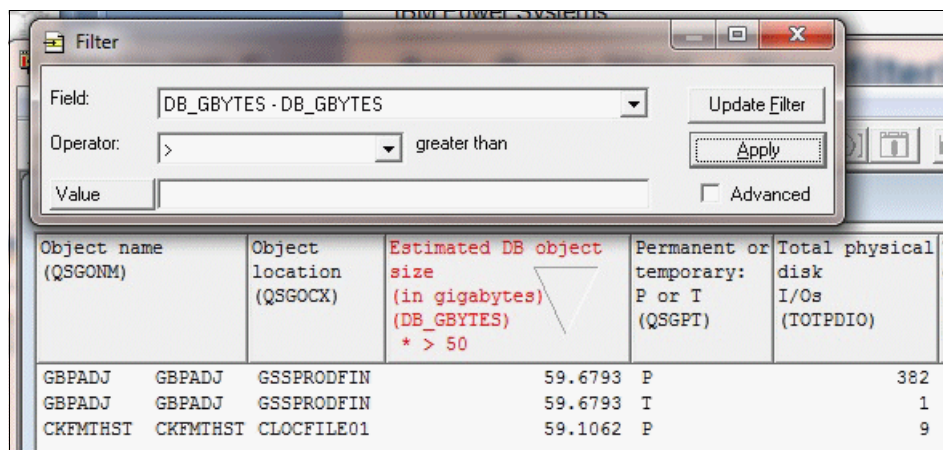 IBM Power Systems
Filter
Field:
DB_GBYTES - DB_GBYTES
Update Filter
Operator:
>
greater than
Apply
Value
Advanced
Object name
(QSGONM)
Object
location
(QSGOCX)
Estimated DB object
size
(in gigabytes)
(DB_GBYTES)
* > 50
Permanent or
temporary:
P or T
(QSGPT)
Total physical
disk
I/Os
(TOTPDIO)
GBPADJ GBPADJ GSSPRODFIN 59.6793 P 382
GBPADJ GBPADJ GSSPRODFIN 59.6793 T 1
CKFMTHST CKFMTHST CLOCFILE01 59.1062 P 9